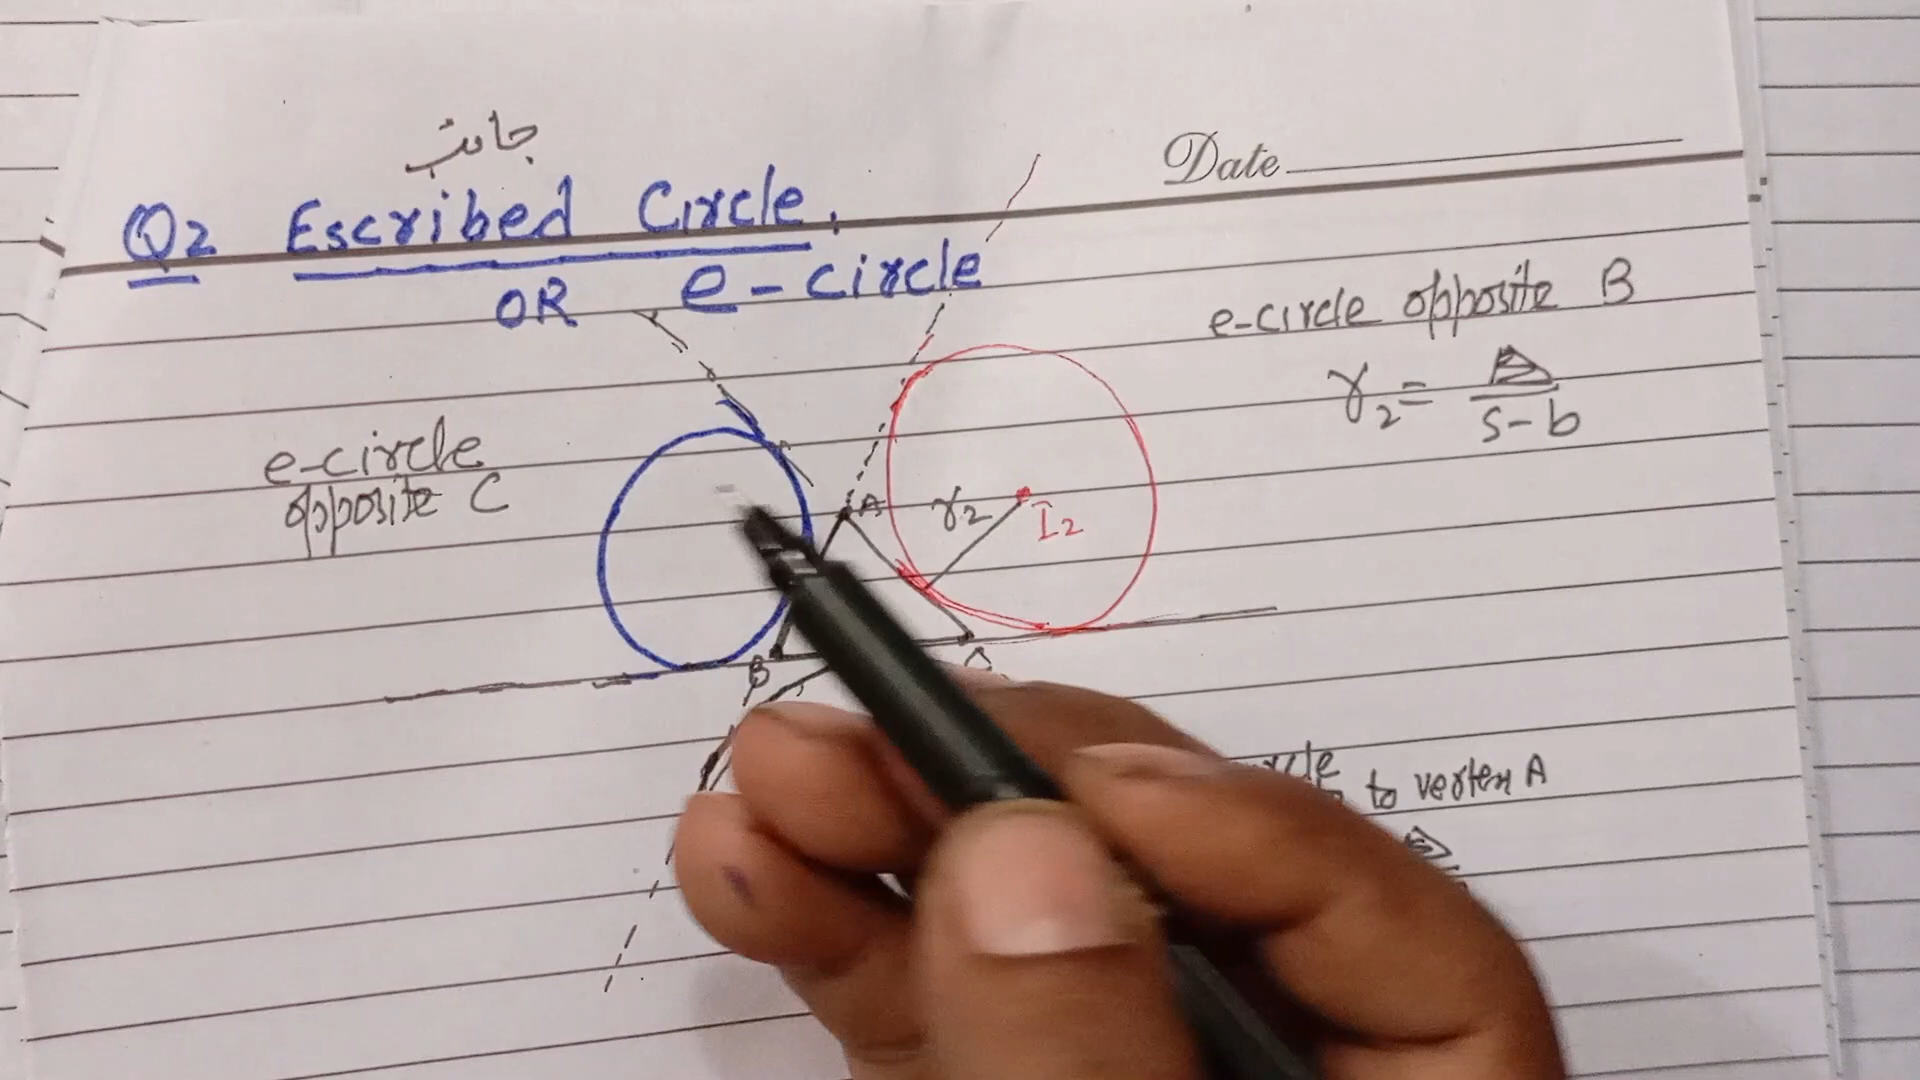 جانب
Date
Q2 Escribed Circle.
OR e-circle
e-circle opposite B
r2 = Δ / s-b
e-circle
opposite C
A
r2
I2
B
C
to vertex A
Δ